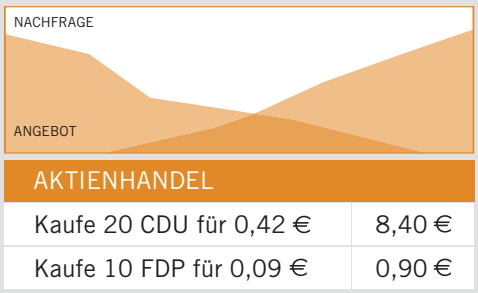 NACHFRAGE
ANGEBOT
AKTIENHANDEL
Kaufe 20 CDU für 0,42 € 8,40 €
Kaufe 10 FDP für 0,09 € 0,90 €